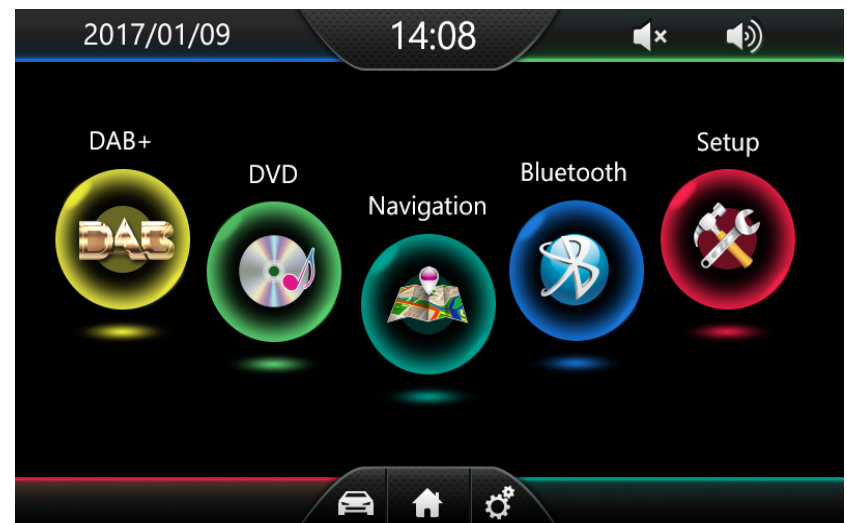 2017/01/09
14:08
DAB+
DVD
Navigation
Bluetooth
Setup
DAB